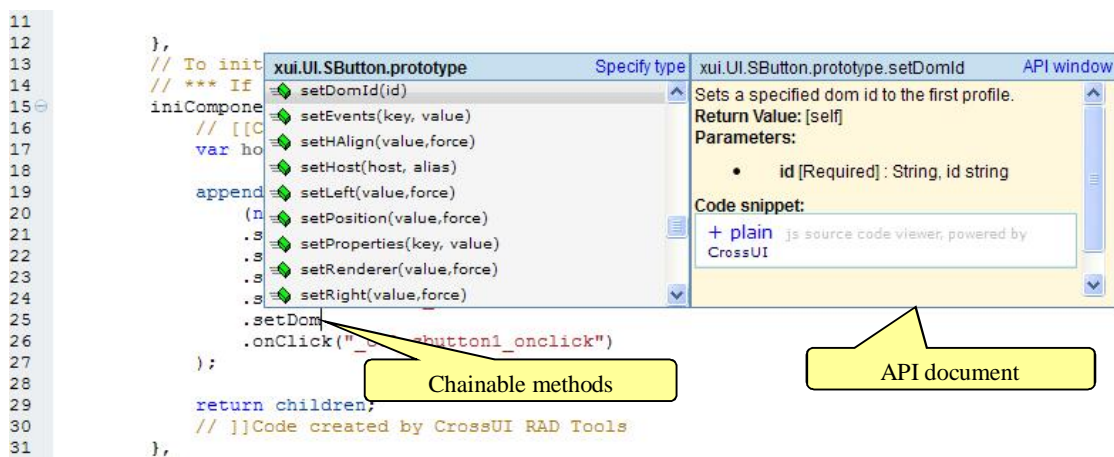 11
12 },
13 // To init
14 // *** If
15 iniCompone
16 // [[C
17 var ho
18
19 append
20 (n
21 .s
22 .s
23 .s
24 .s
25 .setDom
26 .onClick(" button1_onclick")
27 );
28
29 return children;
30 // ]]Code created by CrossUI RAD Tools
31 },
xui.UI.SButton.prototype Specify type
setDomId(id)
setEvents(key, value)
setHAlign(value,force)
setHost(host, alias)
setLeft(value,force)
setPosition(value,force)
setProperties(key, value)
setRenderer(value,force)
setRight(value,force)
xui.UI.SButton.prototype.setDomId API window
Sets a specified dom id to the first profile.
Return Value: [self]
Parameters:
• id [Required] : String, id string
Code snippet:
+ plain js source code viewer, powered by
CrossUI
Chainable methods
API document